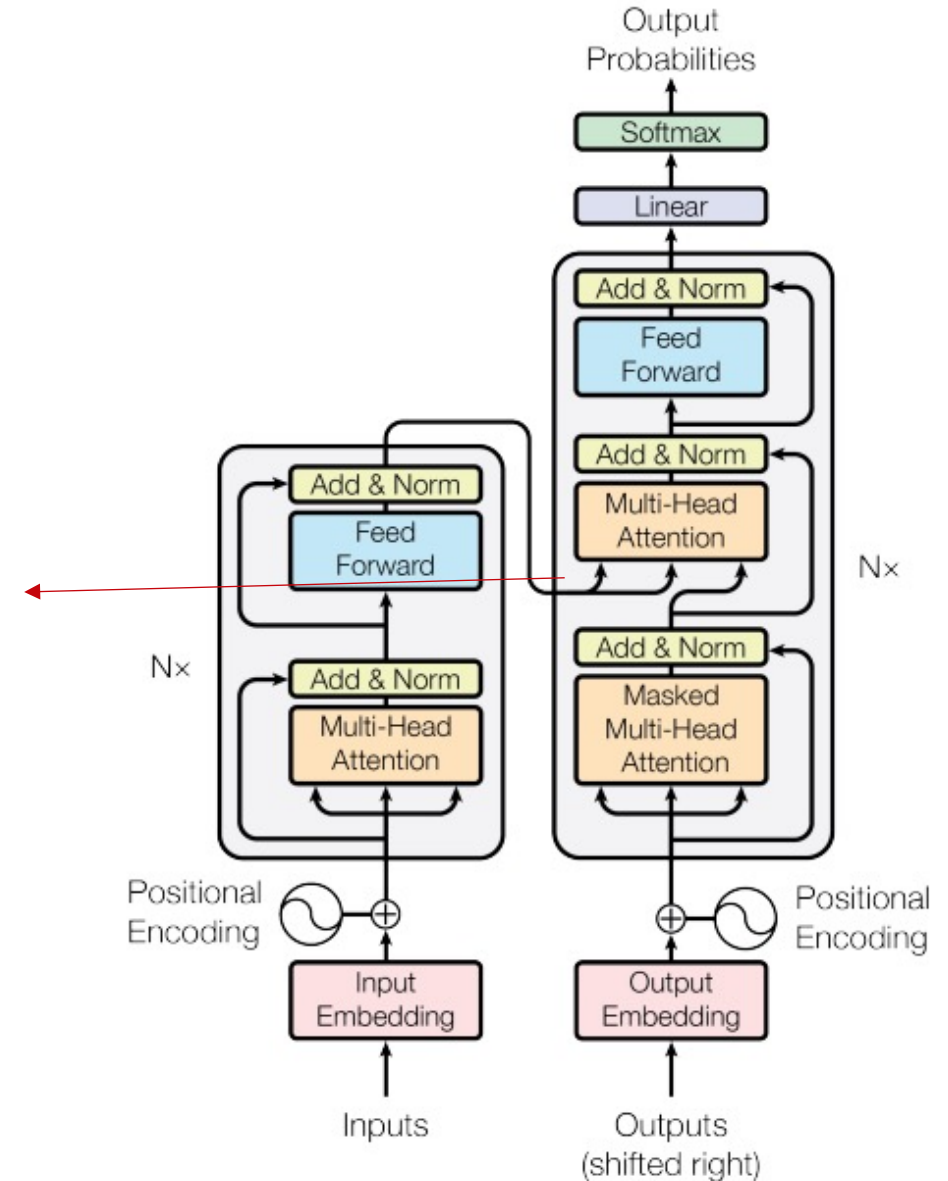 Output
Probabilities
Softmax
Linear
Add & Norm
Feed
Forward
Add & Norm
Multi-Head
Attention
Nx
Add & Norm
Masked
Multi-Head
Attention
Add & Norm
Feed
Forward
Nx
Add & Norm
Multi-Head
Attention
Positional
Encoding
Positional
Encoding
Input
Embedding
Output
Embedding
Inputs
Outputs
(shifted right)